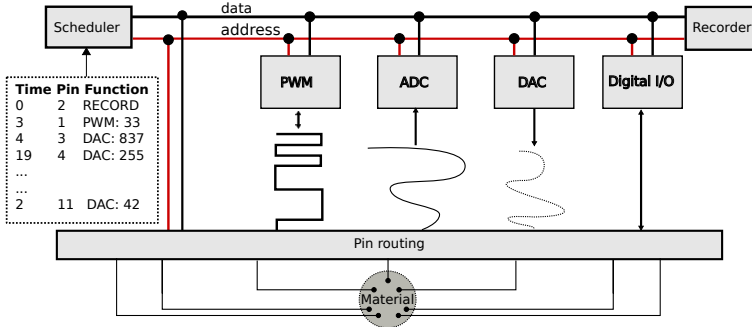 data
Scheduler
address
Recorder
PWM
ADC
DAC
Digital I/O
Time Pin Function
0 2 RECORD
3 1 PWM: 33
4 3 DAC: 837
19 4 DAC: 255
...
...
2 11 DAC: 42
Pin routing
Material